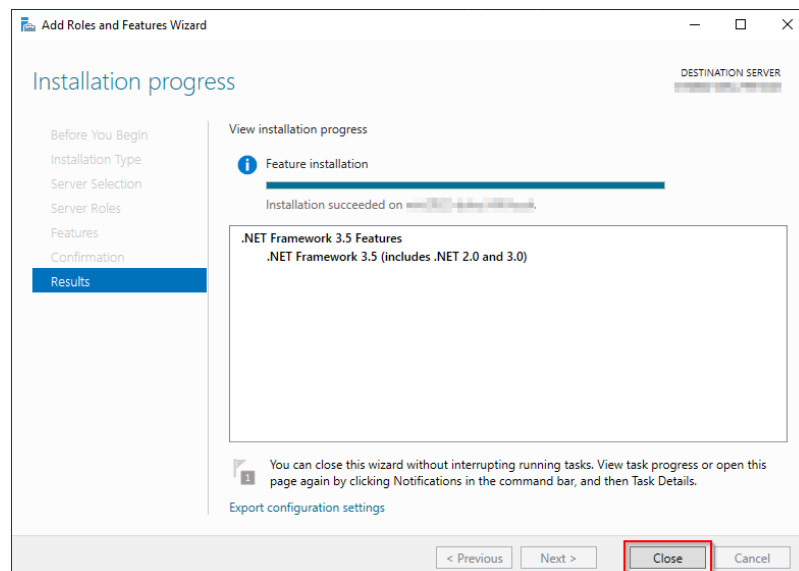 Add Roles and Features Wizard
Installation progress
DESTINATION SERVER
Before You Begin
Installation Type
Server Selection
Server Roles
Features
Confirmation
Results
View installation progress
Feature installation
Installation succeeded on
.NET Framework 3.5 Features
.NET Framework 3.5 (includes .NET 2.0 and 3.0)
1
You can close this wizard without interrupting running tasks. View task progress or open this
page again by clicking Notifications in the command bar, and then Task Details.
Export configuration settings
< Previous
Next >
Close
Cancel